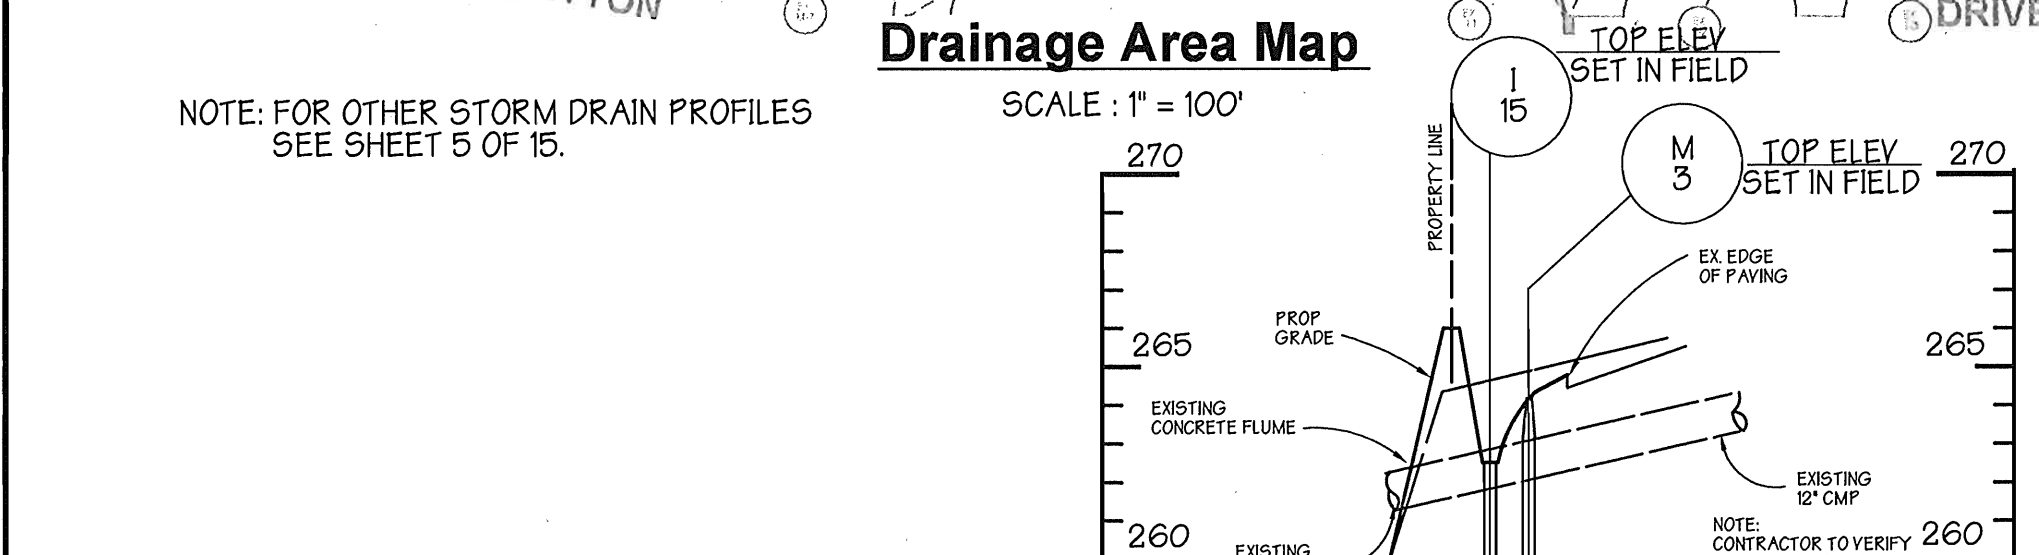 Drainage Area Map
SCALE : 1" = 100'
NOTE: FOR OTHER STORM DRAIN PROFILES
SEE SHEET 5 OF 15.
DRIVE
TOP ELEV
SET IN FIELD
I
15
M
3
TOP ELEV
SET IN FIELD
270
270
PROPERTY LINE
EX. EDGE
OF PAVING
PROP
GRADE
265
265
EXISTING
CONCRETE FLUME
EXISTING
12" CMP
NOTE:
CONTRACTOR TO VERIFY
260
260
EXISTING